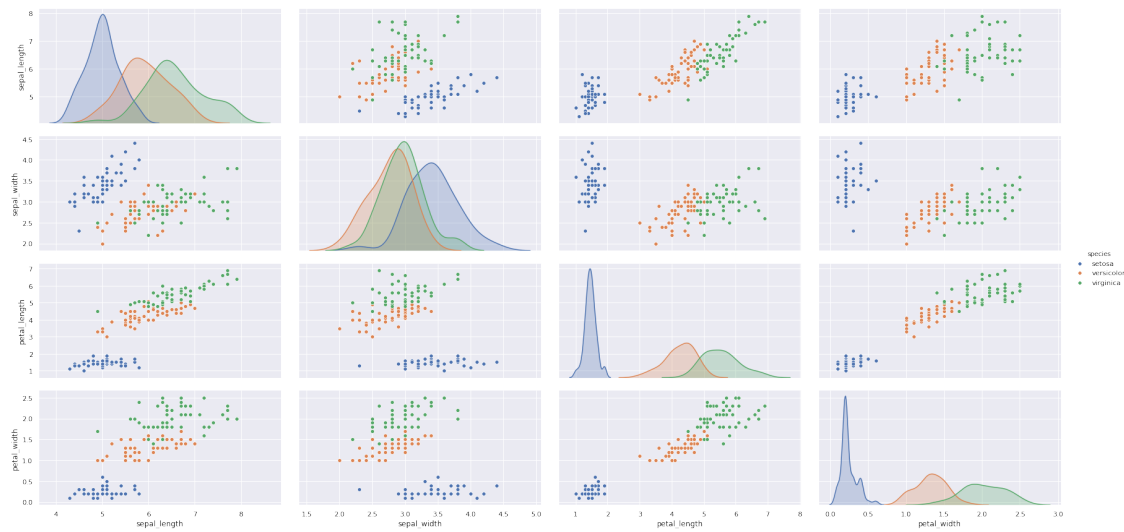 8
7
6
5
sepal_length
4.5
4.0
3.5
3.0
2.5
2.0
sepal_width
7
6
5
4
3
2
1
petal_length
species
setosa
versicolor
virginica
2.5
2.0
1.5
1.0
0.5
0.0
petal_width
4 5 6 7 8
sepal_length
2.0 2.5 3.0 3.5 4.0 4.5 5.0
sepal_width
1 2 3 4 5 6 7 8
petal_length
0.0 0.5 1.0 1.5 2.0 2.5 3.0
petal_width